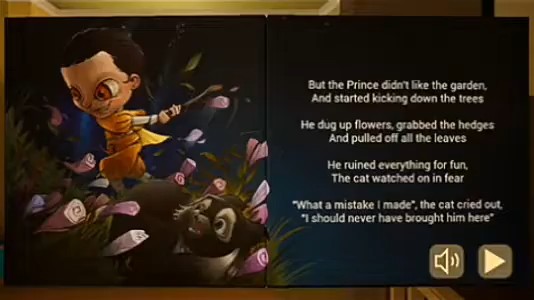 But the Prince didn't like the garden,
And started kicking down the trees
He dug up flowers, grabbed the hedges
And pulled off all the leaves
He ruined everything for fun,
The cat watched on in fear
"What a mistake I made", the cat cried out,
"I should never have brought him here"